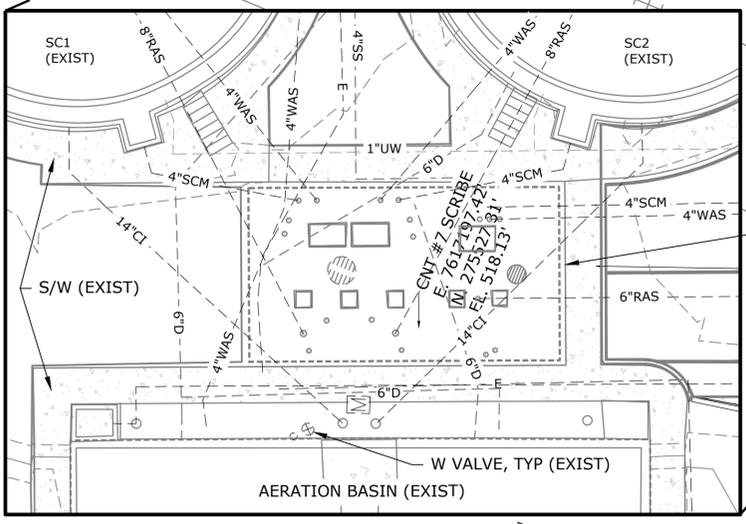 SC1
(EXIST)
8"RAS
4"SS
4"WAS
8"RAS
SC2
(EXIST)
4"WAS
4"WAS
E
1"UW
6"D
4"SCM
4"SCM
4"SCM
4"WAS
14"CI
CNT #7 SCRIBE
E. 7617197.42'
N. 275527.31'
EL. 518.13'
S/W (EXIST)
6"D
4"WAS
14"CI
6"RAS
6"D
6"D
E
M
W VALVE, TYP (EXIST)
AERATION BASIN (EXIST)